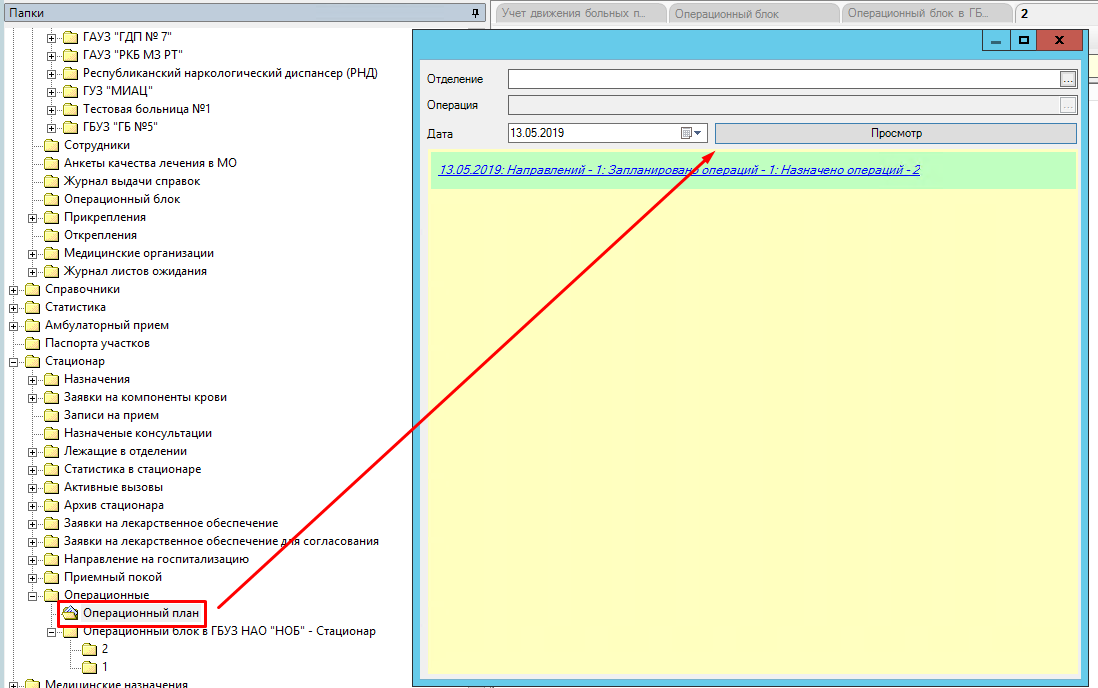 Папки
ГАУЗ "ГДП № 7"
ГАУЗ "РКБ МЗ РТ"
Республиканский наркологический диспансер (РНД)
ГУЗ "МИАЦ"
Тестовая больница №1
ГБУЗ "ГБ №5"
Сотрудники
Анкеты качества лечения в МО
Журнал выдачи справок
Операционный блок
Прикрепления
Открепления
Медицинские организации
Журнал листов ожидания
Справочники
Статистика
Амбулаторный прием
Паспорта участков
Стационар
Назначения
Заявки на компоненты крови
Записи на прием
Назначеные консультации
Лежащие в отделении
Статистика в стационаре
Активные вызовы
Архив стационара
Заявки на лекарственное обеспечение
Заявки на лекарственное обеспечение для согласования
Направление на госпитализацию
Приемный покой
Операционные
Операционный план
Операционный блок в ГБУЗ НАО "НОБ" - Стационар
2
1
Медицинские назначения
Учет движения больных п...
Операционный блок
Операционный блок в ГБ...
2
Отделение
...
Операция
...
Дата
13.05.2019
Просмотр
13.05.2019: Направлений - 1: Запланировано операций - 1: Назначено операций - 2